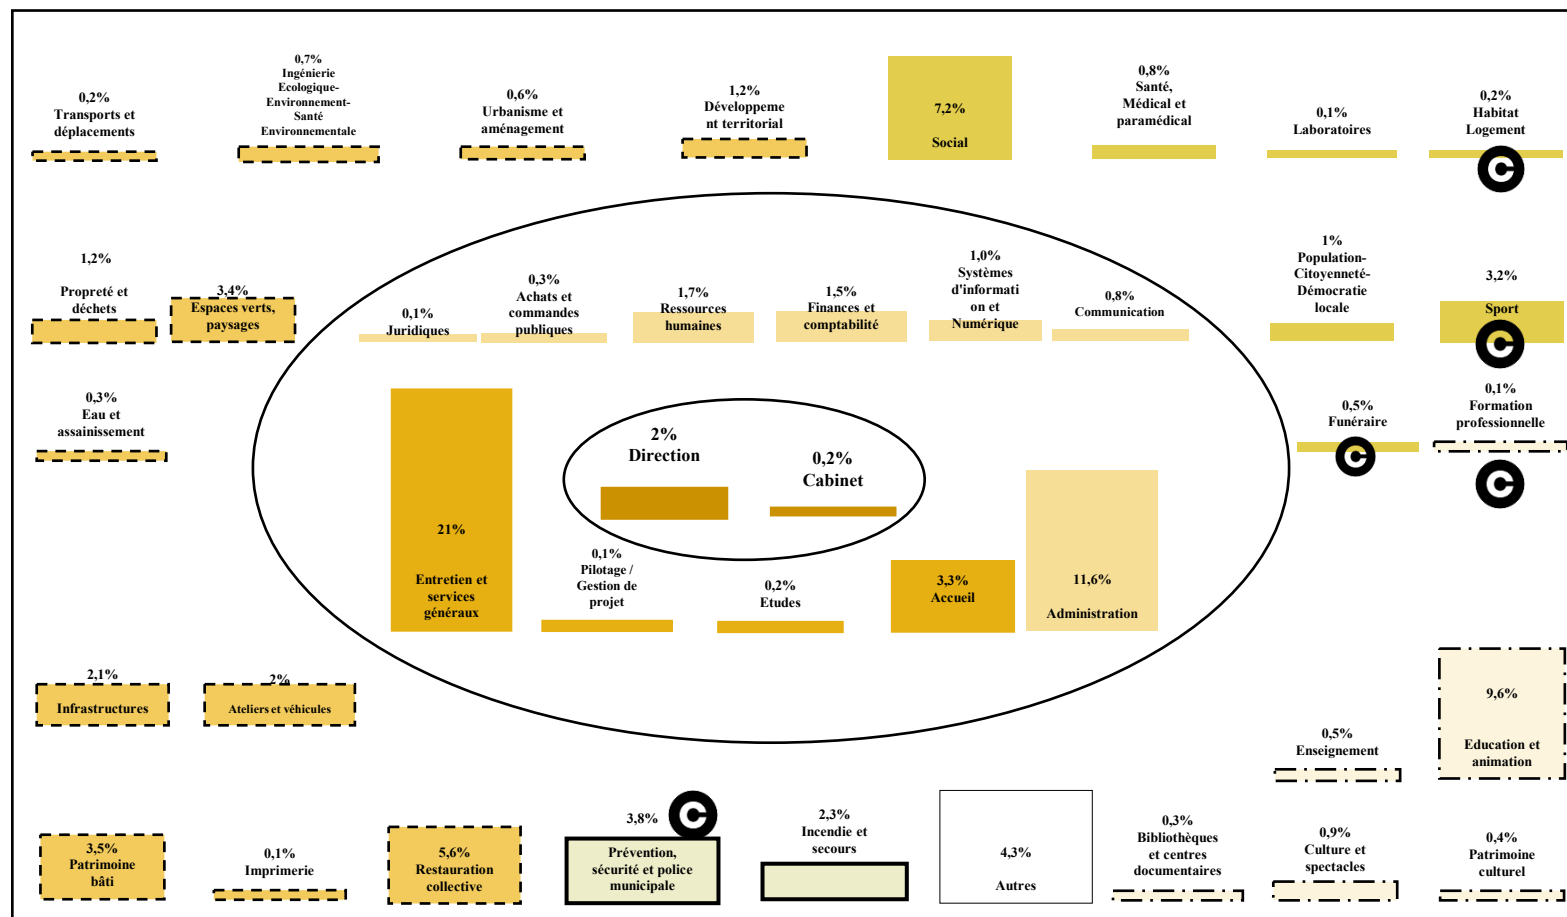 0,2%
Transports et
déplacements
0,7%
Ingénierie
Ecologique-
Environnement-
Santé
Environnementale
0,6%
Urbanisme et
aménagement
1,2%
Développeme
nt territorial
7,2%
Social
0,8%
Santé,
Médical et
paramédical
0,1%
Laboratoires
0,2%
Habitat
Logement
C
1,2%
Propreté et
déchets
3,4%
Espaces verts,
paysages
0,1%
Juridiques
0,3%
Achats et
commandes
publiques
1,7%
Ressources
humaines
1,5%
Finances et
comptabilité
1,0%
Systèmes
d'informati
on et
Numérique
0,8%
Communication
1%
Population-
Citoyenneté-
Démocratie
locale
3,2%
Sport
C
0,3%
Eau et
assainissement
2%
Direction
0,2%
Cabinet
0,5%
Funéraire
C
0,1%
Formation
professionnelle
C
21%
Entretien et
services
généraux
0,1%
Pilotage /
Gestion de
projet
0,2%
Etudes
3,3%
Accueil
11,6%
Administration
2,1%
Infrastructures
2%
Ateliers et véhicules
0,5%
Enseignement
9,6%
Education et
animation
3,5%
Patrimoine
bâti
0,1%
Imprimerie
5,6%
Restauration
collective
3,8%
C
Prévention,
sécurité et police
municipale
2,3%
Incendie et
secours
4,3%
Autres
0,3%
Bibliothèques
et centres
documentaires
0,9%
Culture et
spectacles
0,4%
Patrimoine
culturel